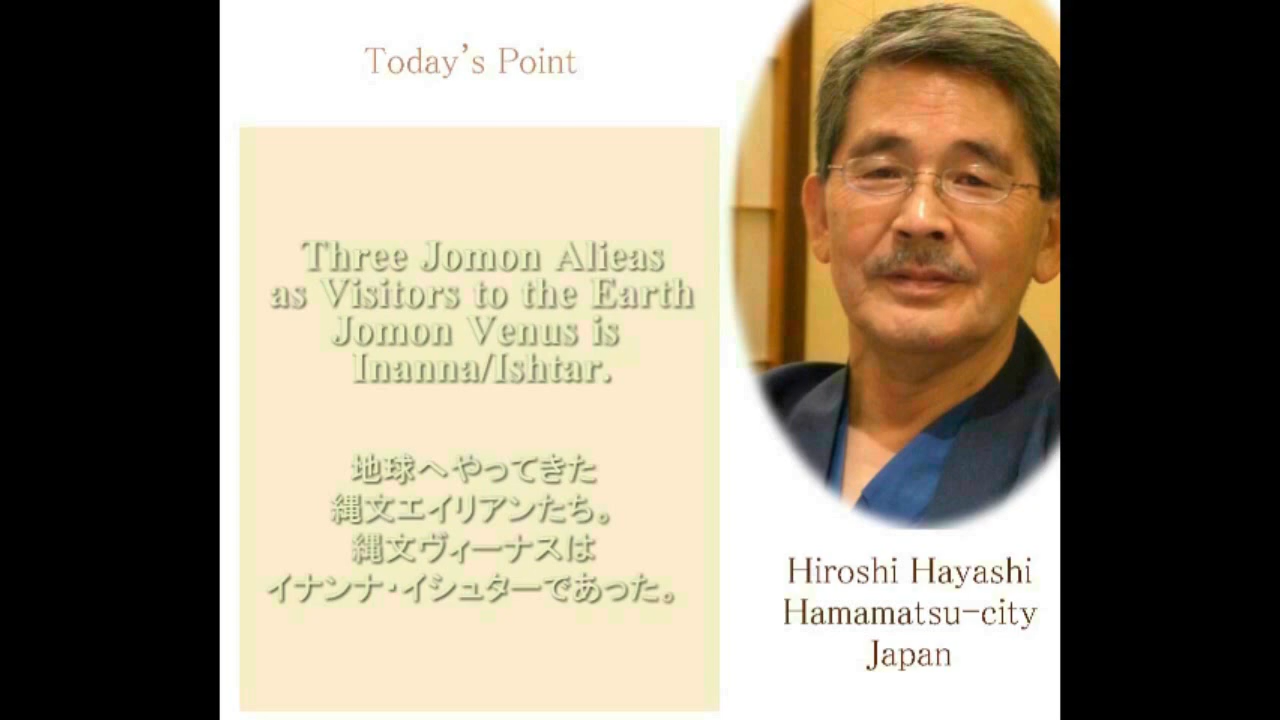 Today's Point
Three Jomon Alieas
as Visitors to the Earth
Jomon Venus is
Inanna/Ishtar.
地球へやってきた
縄文エイリアンたち。
縄文ヴィーナスは
イナンナ・イシュターであった。
Hiroshi Hayashi
Hamamatsu-city
Japan